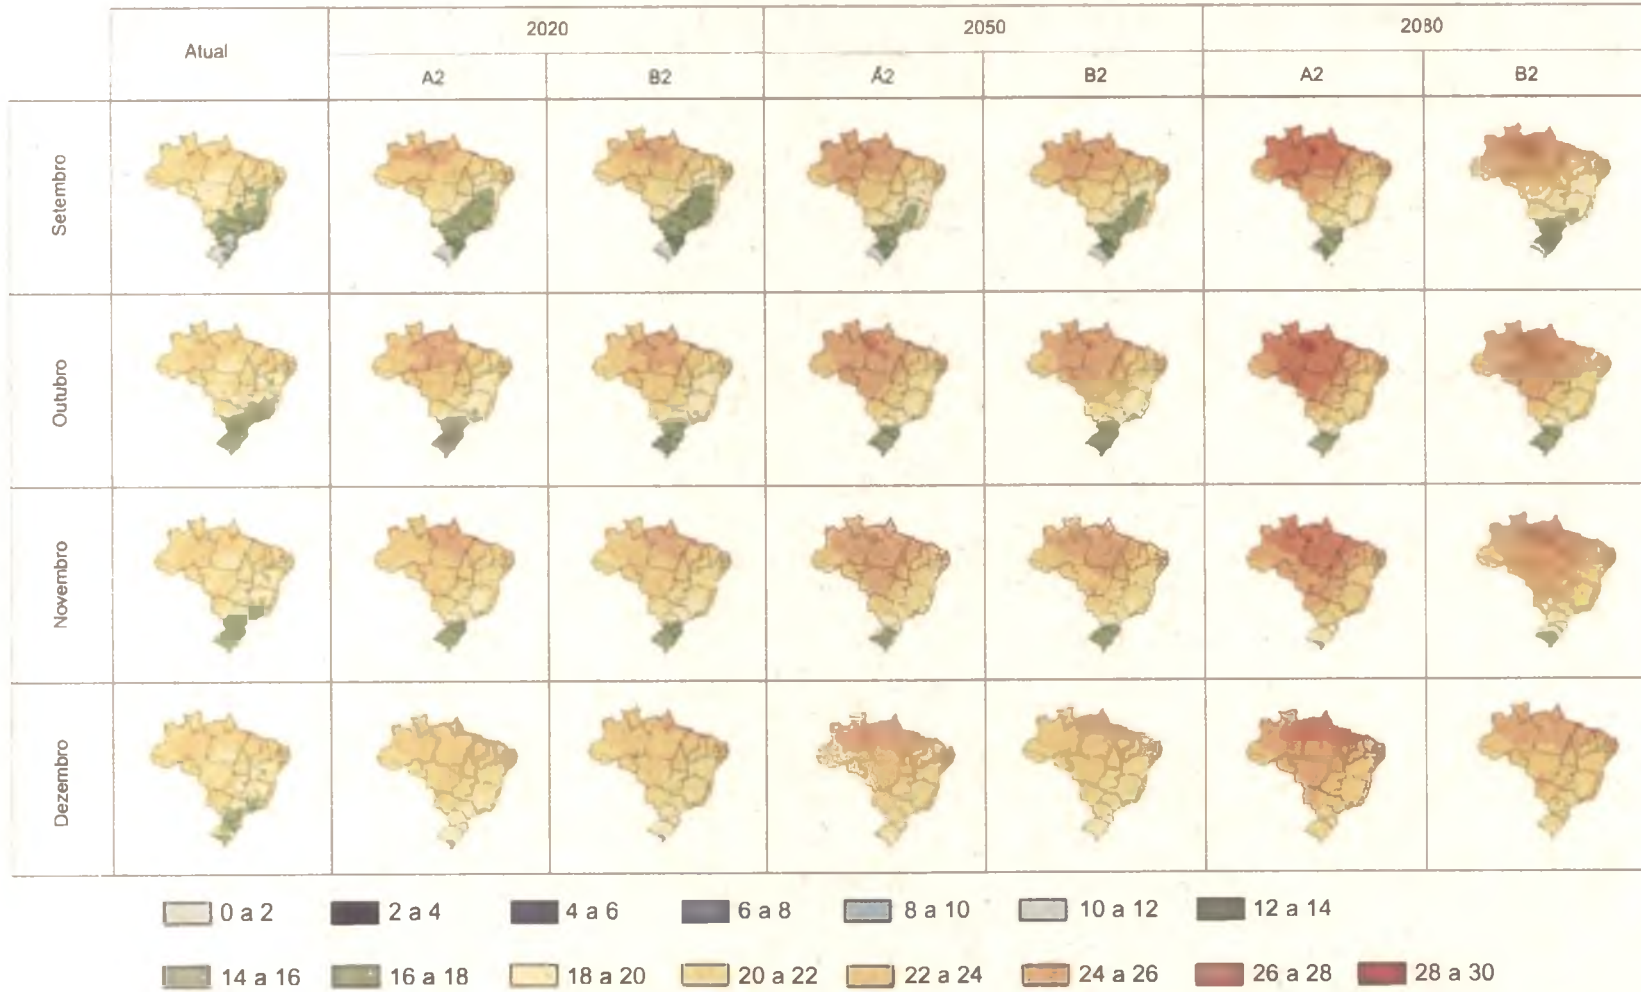 Atual 2020 2050 2080
A2 B2 A2 B2 A2 B2
Setembro
Outubro
Novembro
Dezembro
0 a 2 2 a 4 4 a 6 6 a 8 8 a 10 10 a 12 12 a 14
14 a 16 16 a 18 18 a 20 20 a 22 22 a 24 24 a 26 26 a 28 28 a 30